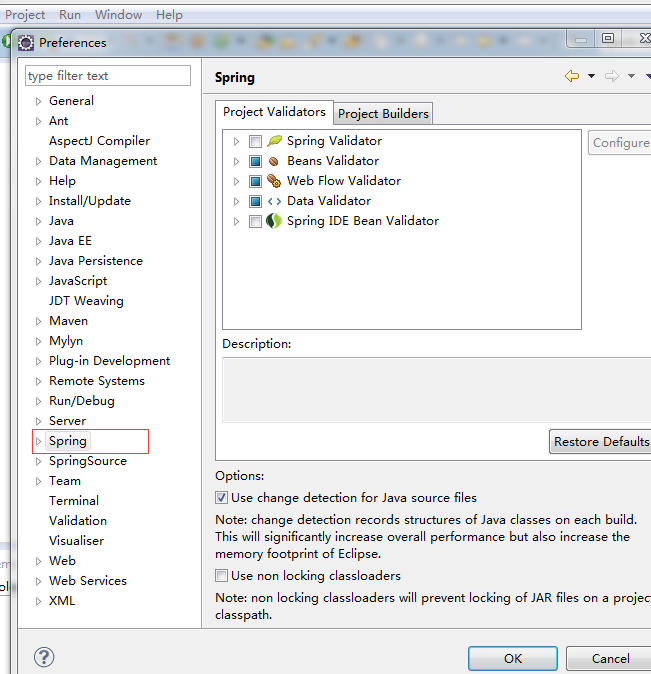 Project Run Window Help
Preferences
type filter text
General
Ant
AspectJ Compiler
Data Management
Help
Install/Update
Java
Java EE
Java Persistence
JavaScript
JDT Weaving
Maven
Mylyn
Plug-in Development
Remote Systems
Run/Debug
Server
Spring
SpringSource
Team
Terminal
Validation
Visualiser
Web
Web Services
XML
Spring
Project Validators Project Builders
Spring Validator
Beans Validator
Web Flow Validator
Data Validator
Spring IDE Bean Validator
Configure
Description:
Restore Defaults
Options:
Use change detection for Java source files
Note: change detection records structures of Java classes on each build.
This will significantly increase overall performance but also increase the
memory footprint of Eclipse.
Use non locking classloaders
Note: non locking classloaders will prevent locking of JAR files on a project
classpath.
OK Cancel